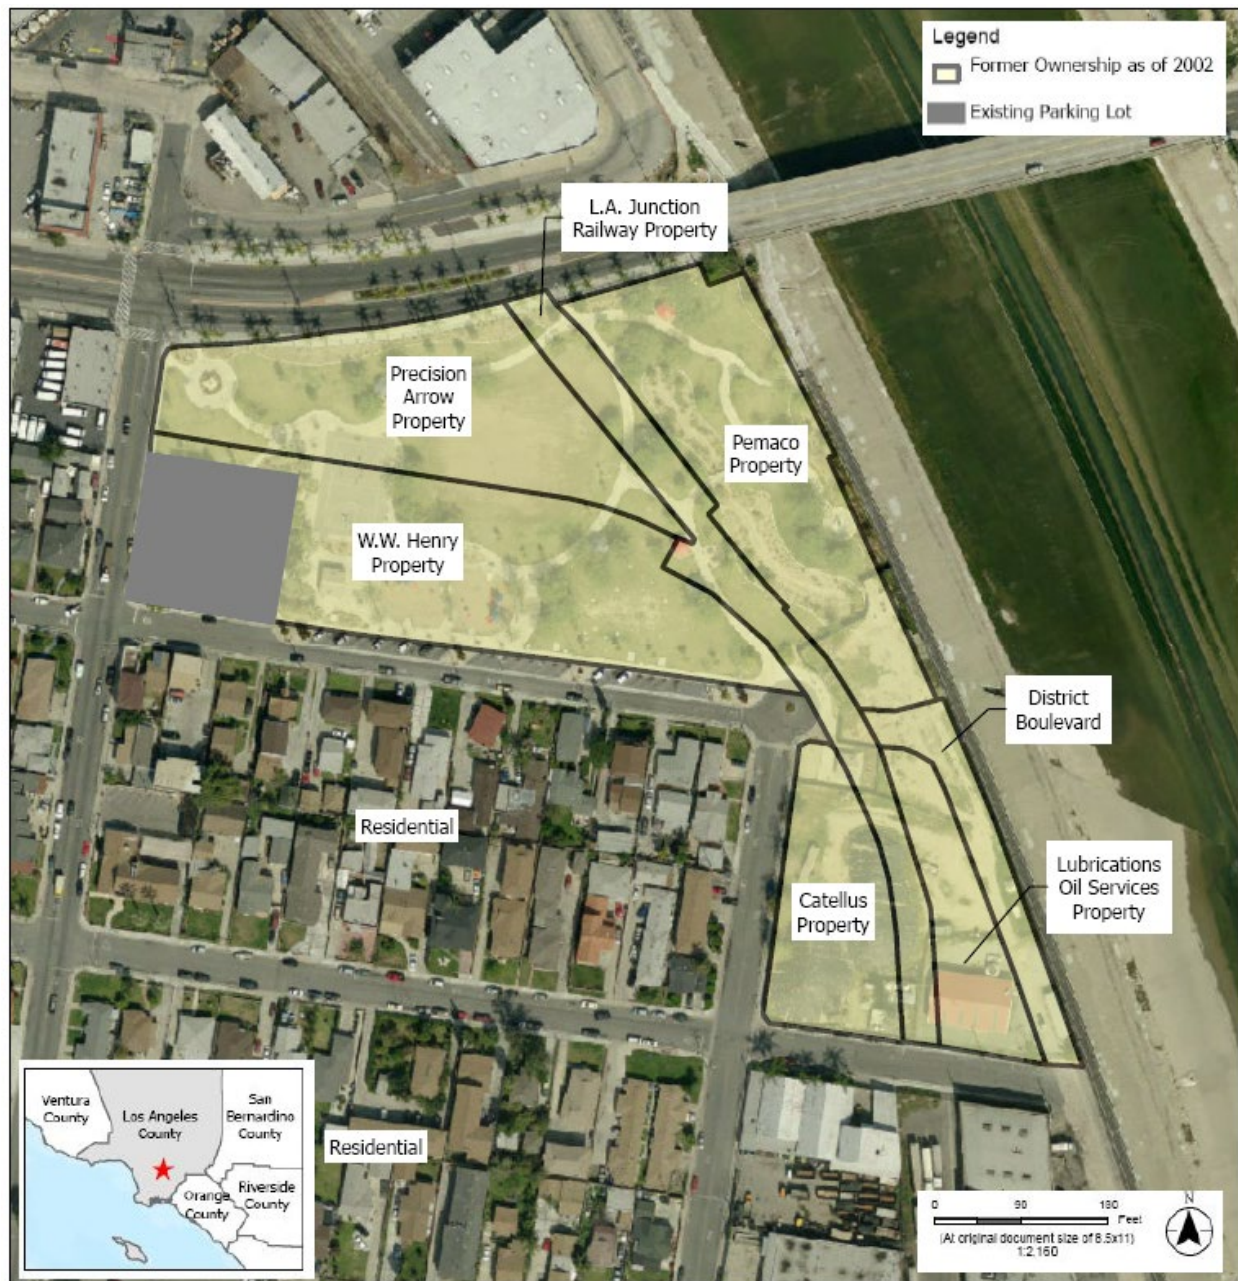 Legend
Former Ownership as of 2002
Existing Parking Lot
L.A. Junction
Railway Property
Precision
Arrow
Property
Pemaco
Property
W.W. Henry
Property
District
Boulevard
Residential
Lubrications
Oil Services
Property
Catellus
Property
Residential
Ventura
County
Los Angeles
County
San
Bernardino
County
Orange
County
Riverside
County
0 90 180
Feet
(At original document size of 8.5x11)
1:2,160
N